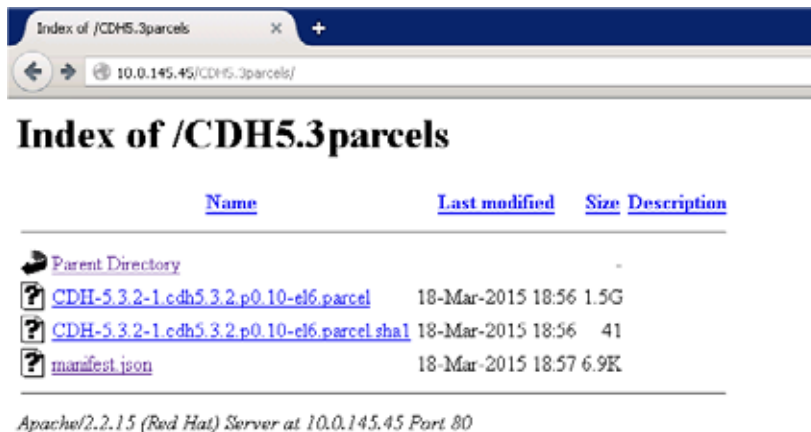 Index of /CDH5.3parcels
10.0.145.45/CDH5.3parcels/
Index of /CDH5.3parcels
Name Last modified Size Description
Parent Directory -
CDH-5.3.2-1.cdh5.3.2.p0.10-el6.parcel 18-Mar-2015 18:56 1.5G
CDH-5.3.2-1.cdh5.3.2.p0.10-el6.parcel.sha1 18-Mar-2015 18:56 41
manifest.json 18-Mar-2015 18:57 6.9K
Apache/2.2.15 (Red Hat) Server at 10.0.145.45 Port 80